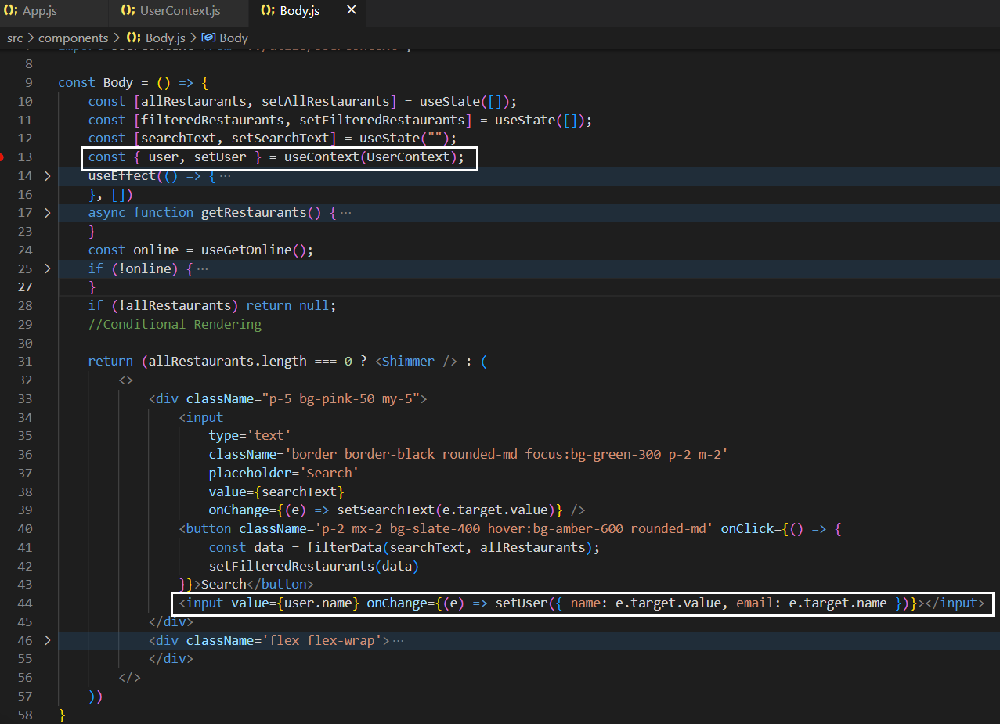 App.js UserContext.js Body.js
src > components > Body.js > Body
8
9 const Body = () => {
10 const [allRestaurants, setAllRestaurants] = useState([]);
11 const [filteredRestaurants, setFilteredRestaurants] = useState([]);
12 const [searchText, setSearchText] = useState("");
13 const { user, setUser } = useContext(UserContext);
14 useEffect(() => { ...
16 }, [])
17 async function getRestaurants() { ...
23 }
24 const online = useGetOnline();
25 if (!online) { ...
27 }
28 if (!allRestaurants) return null;
29 //Conditional Rendering
30
31 return (allRestaurants.length === 0 ? <Shimmer /> : (
32 <>
33 <div className="p-5 bg-pink-50 my-5">
34 <input
35 type='text'
36 className='border border-black rounded-md focus:bg-green-300 p-2 m-2'
37 placeholder='Search'
38 value={searchText}
39 onChange={(e) => setSearchText(e.target.value)} />
40 <button className='p-2 mx-2 bg-slate-400 hover:bg-amber-600 rounded-md' onClick={() => {
41 const data = filterData(searchText, allRestaurants);
42 setFilteredRestaurants(data)
43 }}>Search</button>
44 <input value={user.name} onChange={(e) => setUser({ name: e.target.value, email: e.target.name })}></input>
45 </div>
46 <div className='flex flex-wrap'> ...
55 </div>
56 </>
57 ))
58 }